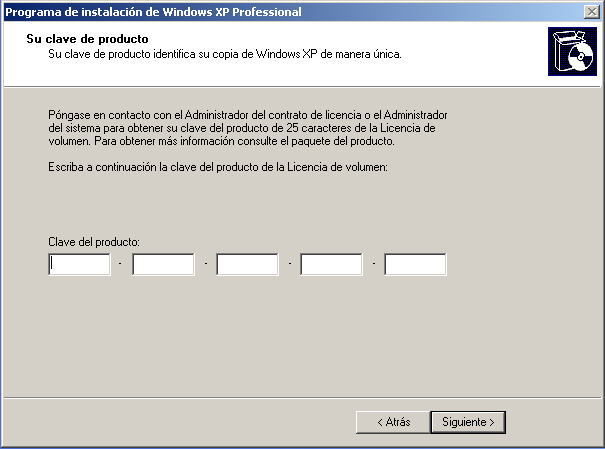 Programa de instalación de Windows XP Professional
Su clave de producto
Su clave de producto identifica su copia de Windows XP de manera única.
Póngase en contacto con el Administrador del contrato de licencia o el Administrador
del sistema para obtener su clave del producto de 25 caracteres de la Licencia de
volumen. Para obtener más información consulte el paquete del producto.
Escriba a continuación la clave del producto de la Licencia de volumen:
Clave del producto:
- - - -
< Atrás Siguiente >